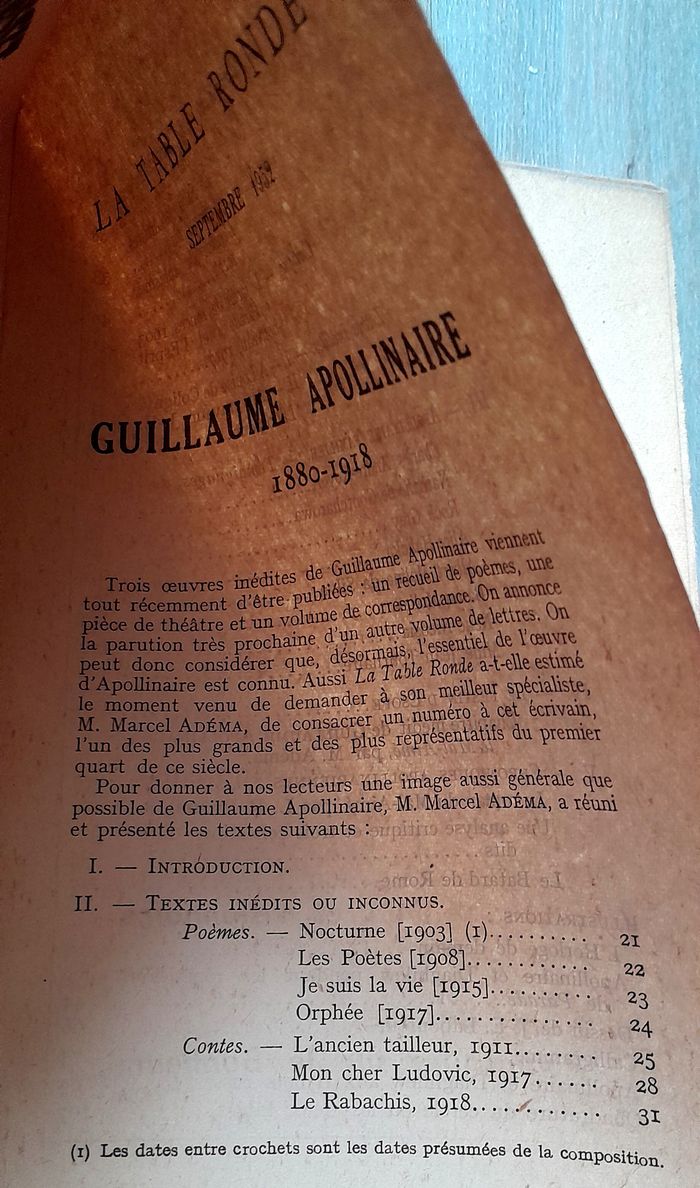 LA TABLE RONDE
SEPTEMBRE 1952
GUILLAUME APOLLINAIRE
1880-1918
Trois œuvres inédites de Guillaume Apollinaire viennent
tout récemment d'être publiées : un recueil de poèmes, une
pièce de théâtre et un volume de correspondance. On annonce
la parution très prochaine d'un autre volume de lettres. On
peut donc considérer que, désormais, l'essentiel de l'œuvre
d'Apollinaire est connu. Aussi La Table Ronde a-t-elle estimé
le moment venu de demander à son meilleur spécialiste,
M. Marcel ADÉMA, de consacrer un numéro à cet écrivain,
l'un des plus grands et des plus représentatifs du premier
quart de ce siècle.
Pour donner à nos lecteurs une image aussi générale que
possible de Guillaume Apollinaire, M. Marcel ADÉMA, a réuni
et présenté les textes suivants :
I. — INTRODUCTION.
II. — TEXTES INÉDITS OU INCONNUS.
Poèmes. — Nocturne [1903] (1).......... 21
Les Poètes [1908]............ 22
Je suis la vie [1915].......... 23
Orphée [1917]............... 24
Contes. — L'ancien tailleur, 1911........ 25
Mon cher Ludovic, 1917...... 28
Le Rabachis, 1918............ 31
(1) Les dates entre crochets sont les dates présumées de la composition.